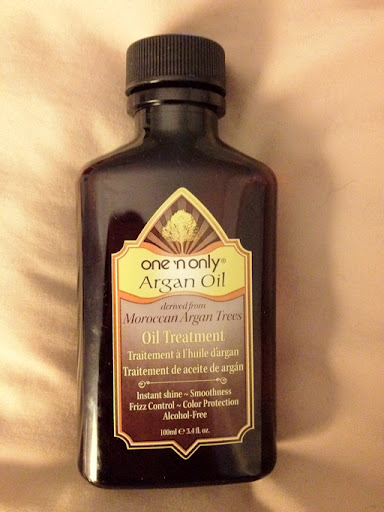 one 'n only®
Argan Oil
derived from
Moroccan Argan Trees
Oil Treatment
Traitement à l'huile d'argan
Traitement de aceite de argán
Instant shine ~ Smoothness
Frizz Control ~ Color Protection
Alcohol-Free
100ml e 3.4 fl. oz.